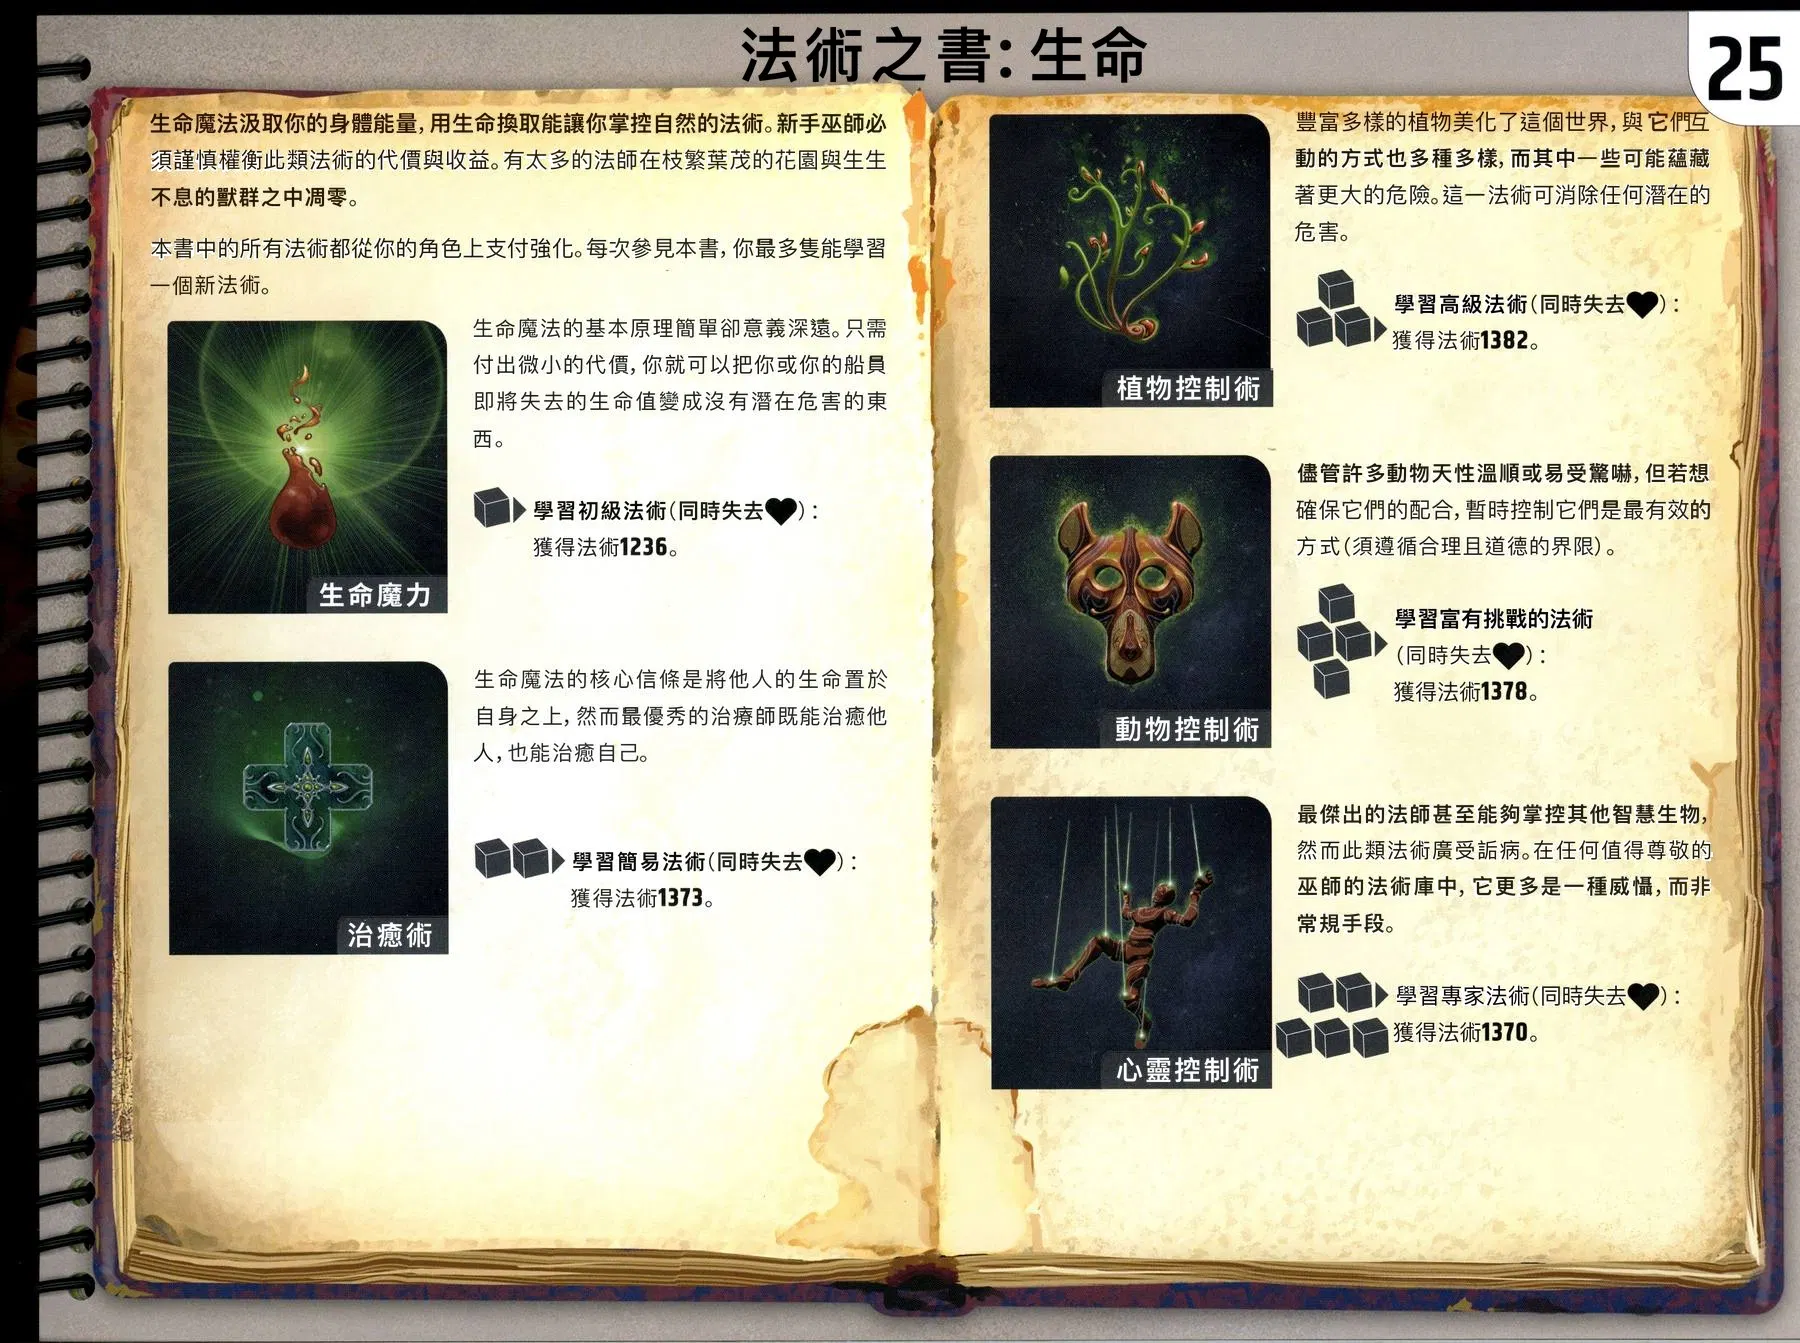 法術之書：生命
25
生命魔法汲取你的身體能量，用生命換取能讓你掌控自然的法術。新手巫師必
須謹慎權衡此類法術的代價與收益。有太多的法師在枝繁葉茂的花園與生生
不息的獸群之中凋零。
本書中的所有法術都從你的角色上支付強化。每次參見本書，你最多隻能學習
一個新法術。
生命魔法的基本原理簡單卻意義深遠。只需
付出微小的代價，你就可以把你或你的船員
即將失去的生命值變成沒有潛在危害的東
西。
學習初級法術（同時失去♥）：
獲得法術1236。
生命魔力
生命魔法的核心信條是將他人的生命置於
自身之上，然而最優秀的治療師既能治癒他
人，也能治癒自己。
學習簡易法術（同時失去♥）：
獲得法術1373。
治癒術
豐富多樣的植物美化了這個世界，與它們互
動的方式也多種多樣，而其中一些可能蘊藏
著更大的危險。這一法術可消除任何潛在的
危害。
學習高級法術（同時失去♥）：
獲得法術1382。
植物控制術
儘管許多動物天性溫順或易受驚嚇，但若想
確保它們的配合，暫時控制它們是最有效的
方式（須遵循合理且道德的界限）。
學習富有挑戰的法術
（同時失去♥）：
獲得法術1378。
動物控制術
最傑出的法師甚至能夠掌控其他智慧生物，
然而此類法術廣受詬病。在任何值得尊敬的
巫師的法術庫中，它更多是一種威懾，而非
常規手段。
學習專家法術（同時失去♥）：
獲得法術1370。
心靈控制術